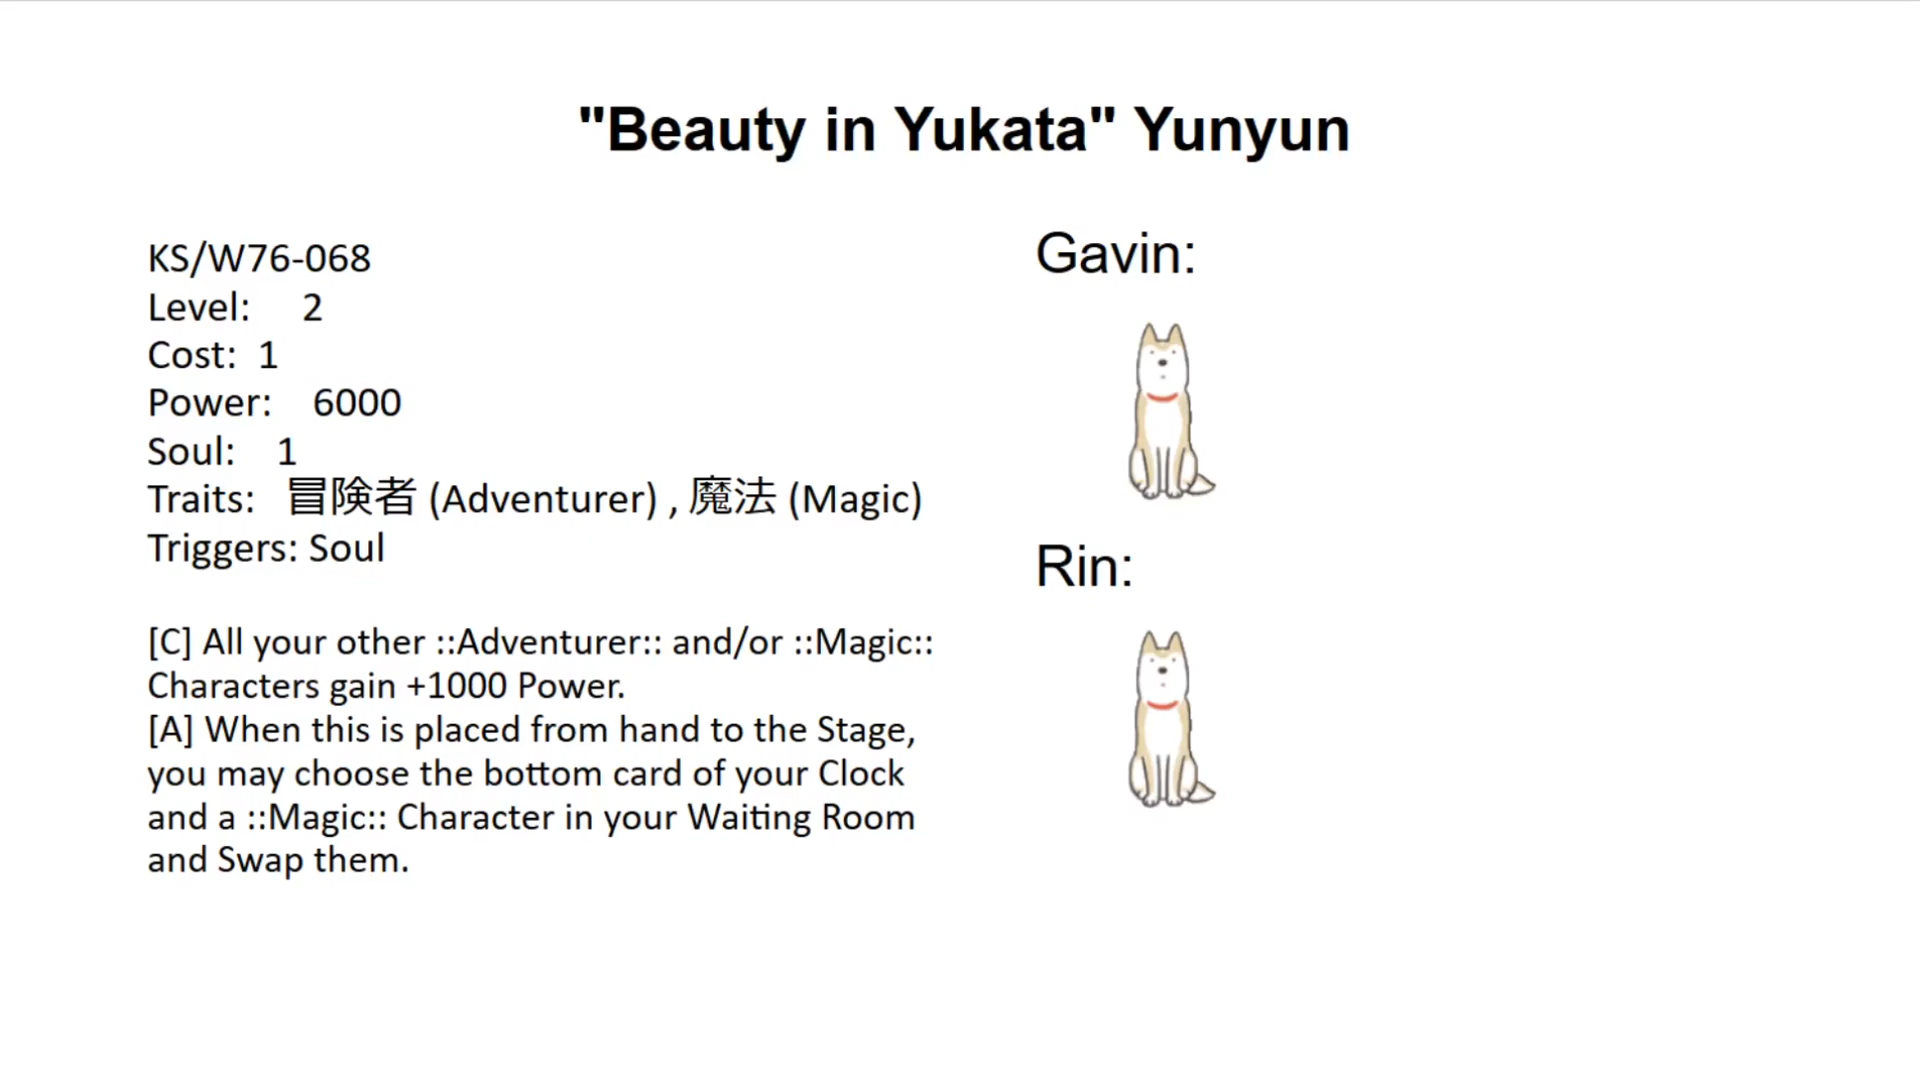 "Beauty in Yukata" Yunyun
KS/W76-068
Level: 2
Cost: 1
Power: 6000
Soul: 1
Traits: 冒険者 (Adventurer) , 魔法 (Magic)
Triggers: Soul
[C] All your other ::Adventurer:: and/or ::Magic::
Characters gain +1000 Power.
[A] When this is placed from hand to the Stage,
you may choose the bottom card of your Clock
and a ::Magic:: Character in your Waiting Room
and Swap them.
Gavin:
Rin: